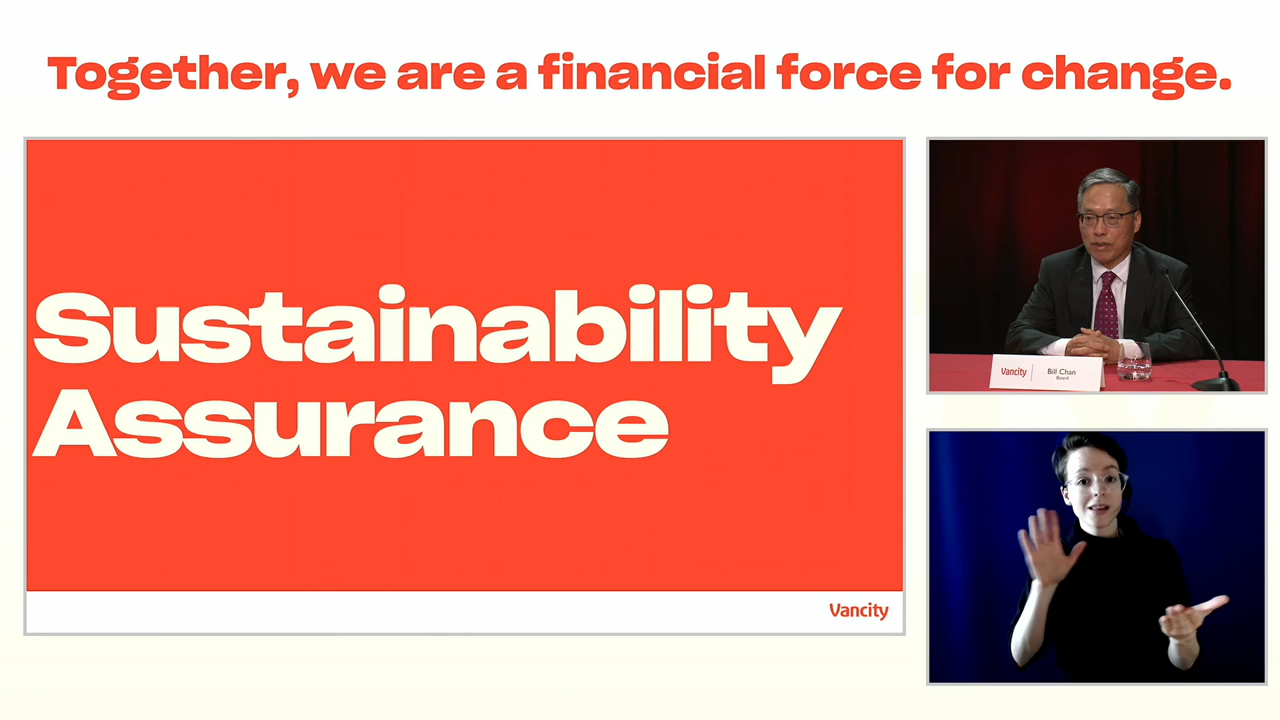 Together, we are a financial force for change.
Sustainability
Assurance
Vancity
Vancity
Bill Chan
Board